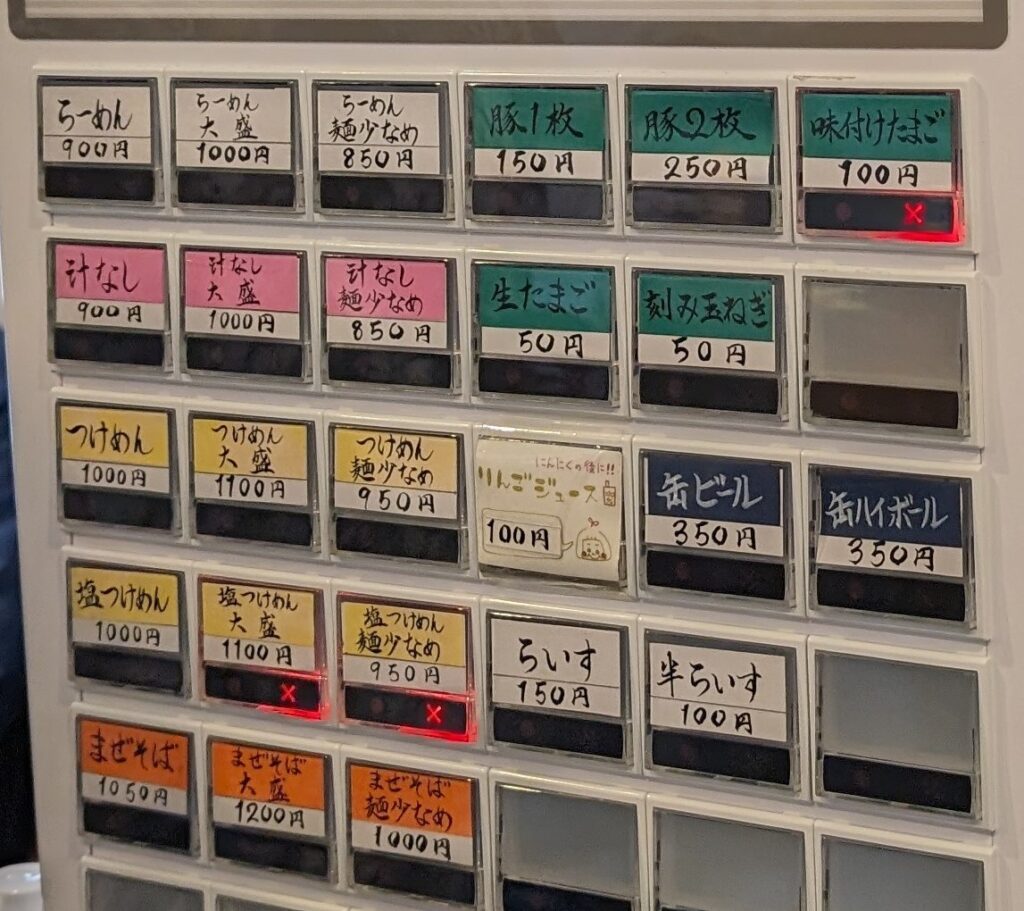 らーめん
900円
らーめん
大盛
1000円
らーめん
麺少なめ
850円
豚1枚
150円
豚2枚
250円
味付けたまご
100円
×
汁なし
900円
汁なし
大盛
1000円
汁なし
麺少なめ
850円
生たまご
50円
刻み玉ねぎ
50円
つけめん
1000円
つけめん
大盛
1100円
つけめん
麺少なめ
950円
にんにくの後に!!
りんごジュース
100円
缶ビール
350円
缶ハイボール
350円
塩つけめん
1000円
塩つけめん
大盛
1100円
×
塩つけめん
麺少なめ
950円
×
らいす
150円
半らいす
100円
まぜそば
1050円
まぜそば
大盛
1200円
まぜそば
麺少なめ
1000円